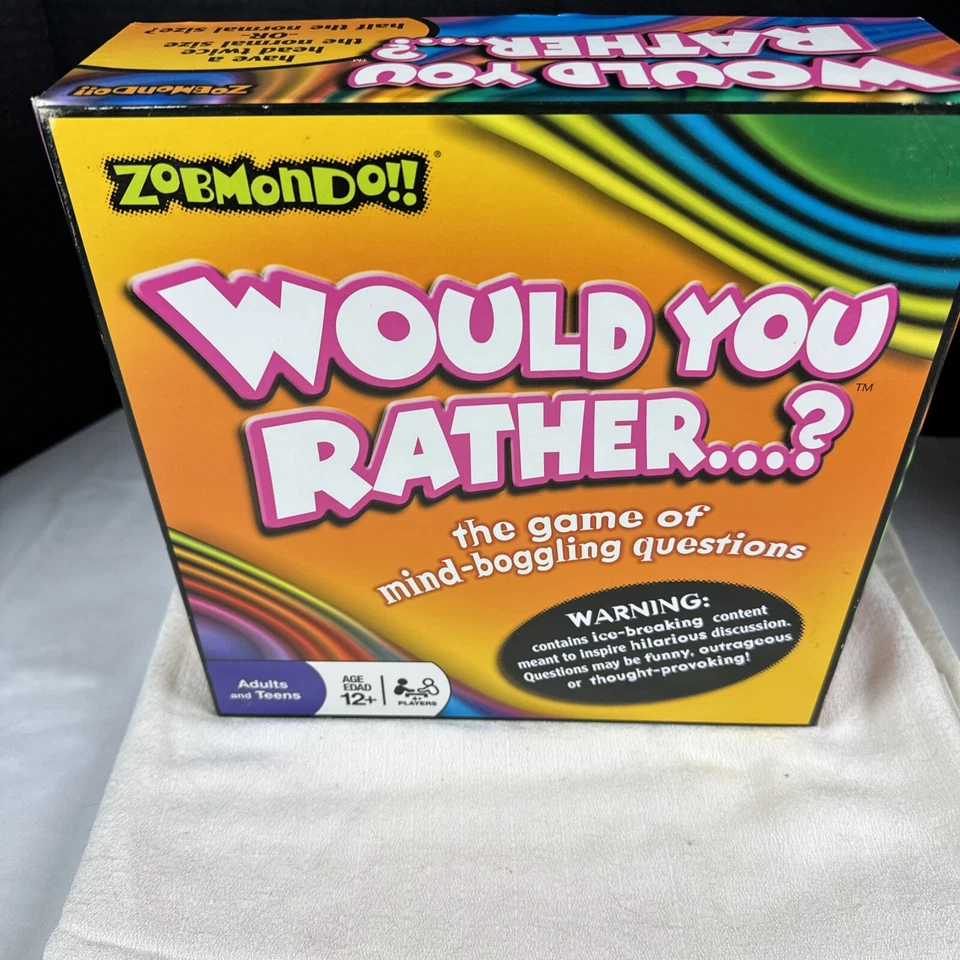 have a
head twice
the normal size
-OR-
half the normal size?
WOULD YOU
RATHER....?
ZOBMONDO!!
ZOBMONDO!!®
WOULD YOU
RATHER....?™
the game of
mind-boggling questions
WARNING:
contains ice-breaking content
meant to inspire hilarious discussion.
Questions may be funny, outrageous
or thought-provoking!
Adults
and Teens
AGE
EDAD
12+
4+
PLAYERS